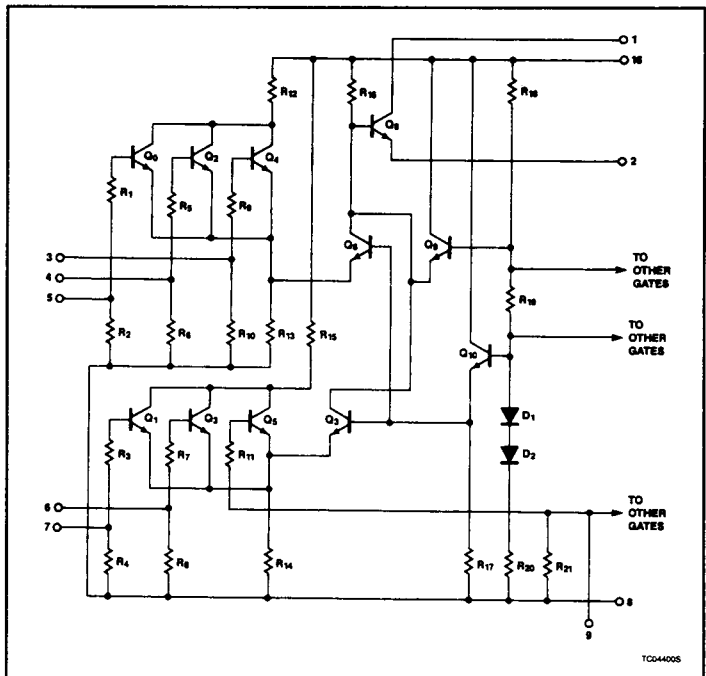 1
16
R12
R16
R18
Q8
Q0
Q2
Q4
2
R1
R5
R9
Q6
Q9
3
TO
OTHER
GATES
4
5
R19
R2
R6
R10
R13
R15
TO
OTHER
GATES
Q10
Q1
Q3
Q5
Q3
D1
R3
R7
R11
D2
6
TO
OTHER
GATES
7
R4
R8
R14
R17
R20
R21
8
9
TC04400S